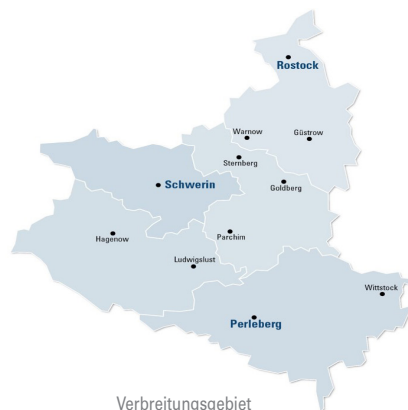 Rostock
Warnow
Güstrow
Sternberg
Goldberg
Schwerin
Hagenow
Parchim
Ludwigslust
Wittstock
Perleberg
Verbreitungsgebiet